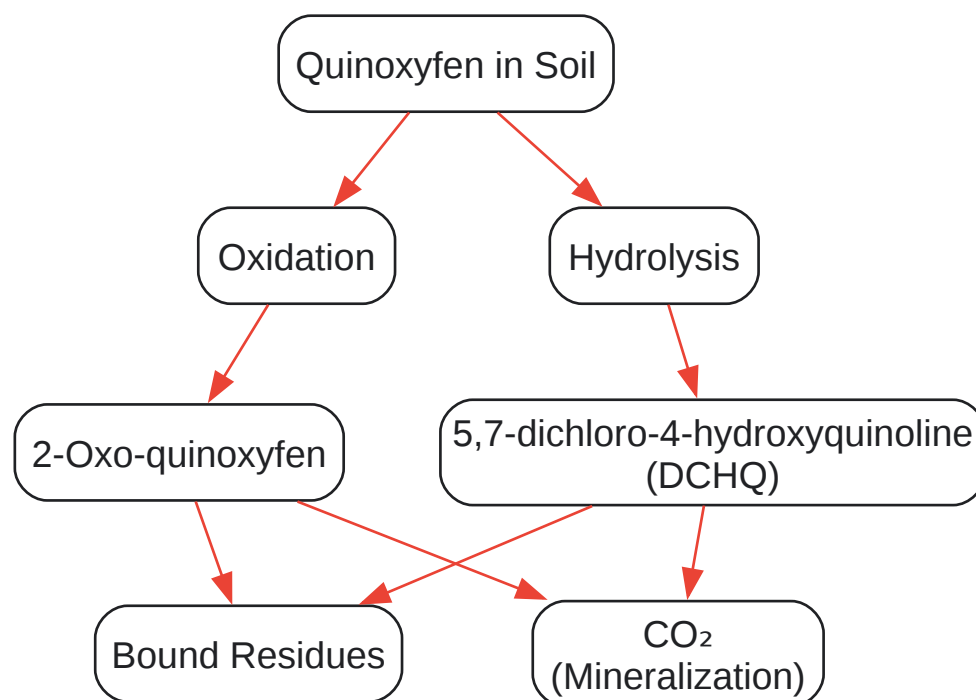 Quinoxyfen in Soil
Oxidation
Hydrolysis
2-Oxo-quinoxyfen
5,7-dichloro-4-hydroxyquinoline
(DCHQ)
Bound Residues
CO₂
(Mineralization)